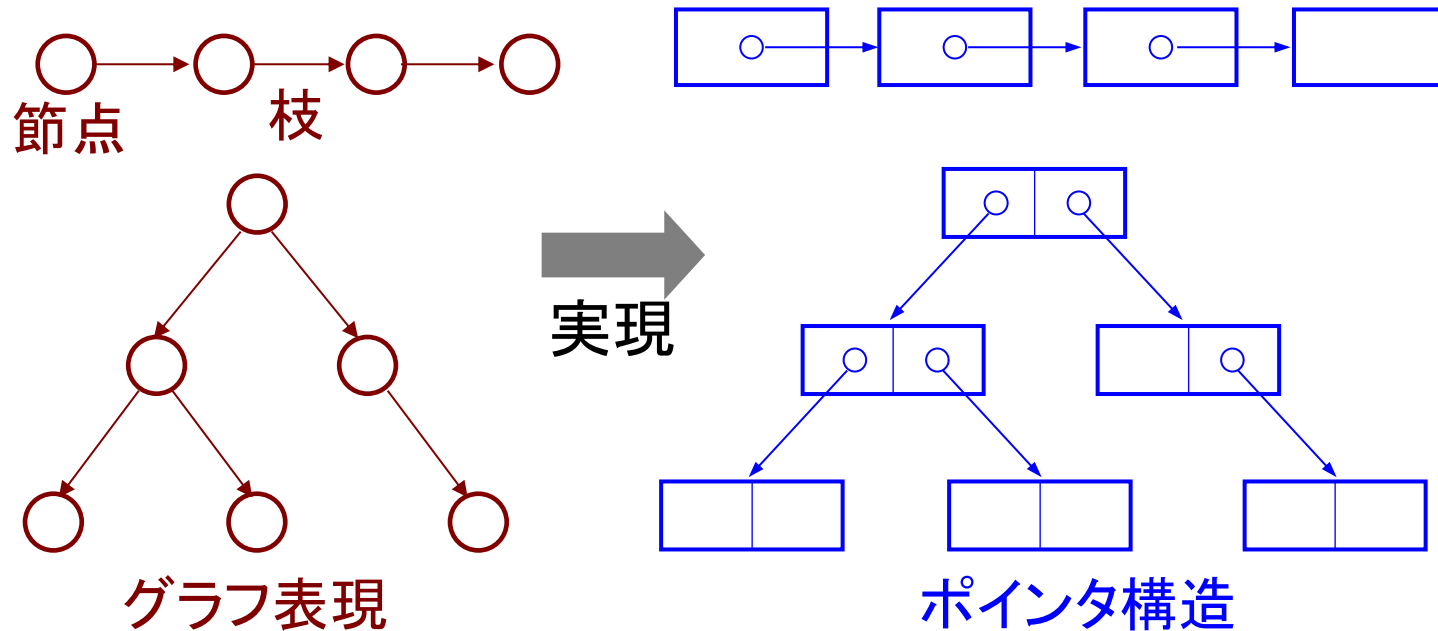 節点
枝
実現
グラフ表現
ポインタ構造